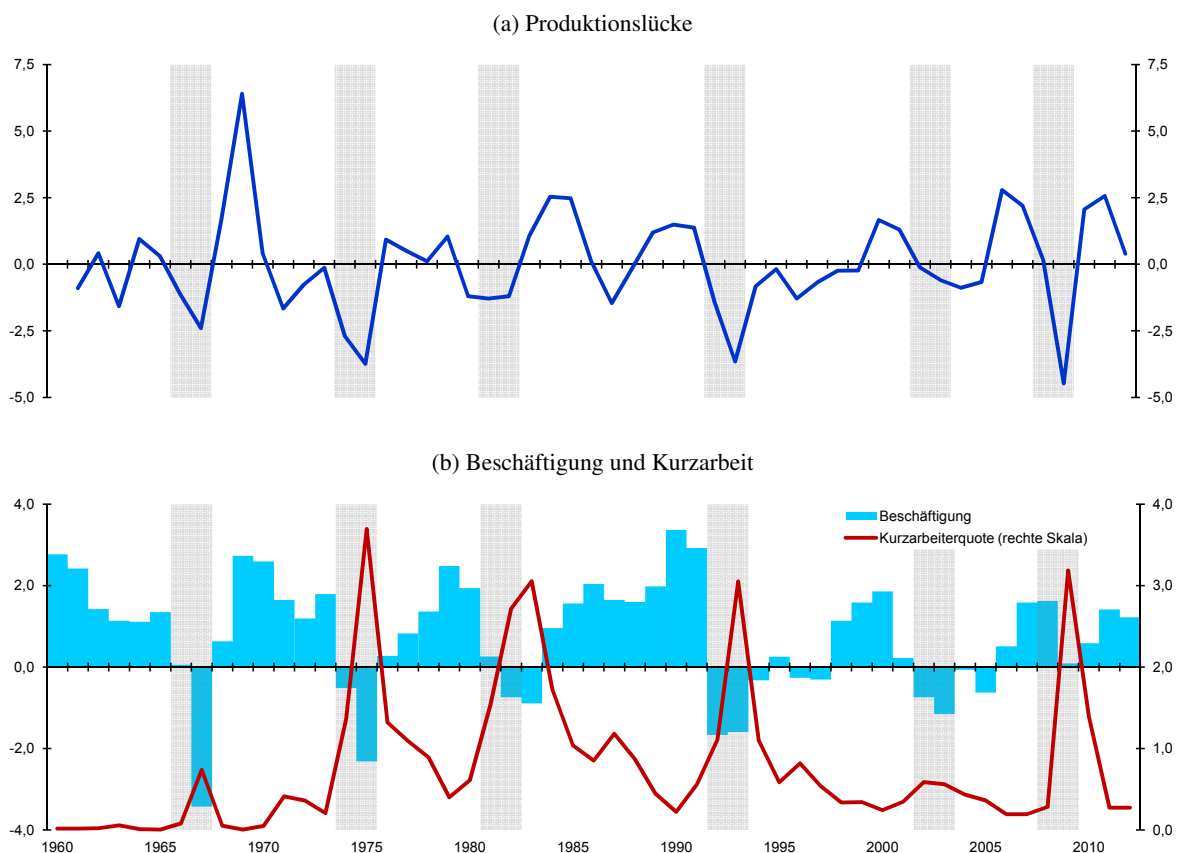 (a) Produktionslücke
7,5 7,5
5,0 5,0
2,5 2,5
0,0 0,0
-2,5 -2,5
-5,0 -5,0
(b) Beschäftigung und Kurzarbeit
4,0 4,0
Beschäftigung
Kurzarbeiterquote (rechte Skala)
2,0 3,0
0,0 2,0
-2,0 1,0
-4,0 0,0
1960 1965 1970 1975 1980 1985 1990 1995 2000 2005 2010